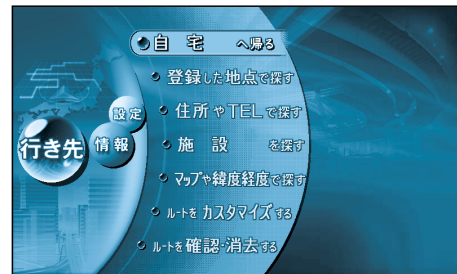 自 宅 へ帰る
登録した地点で探す
設定
住所やTELで探す
行き先
情報
施 設 を探す
マップや緯度経度で探す
ルートをカスタマイズする
ルートを確認・消去する